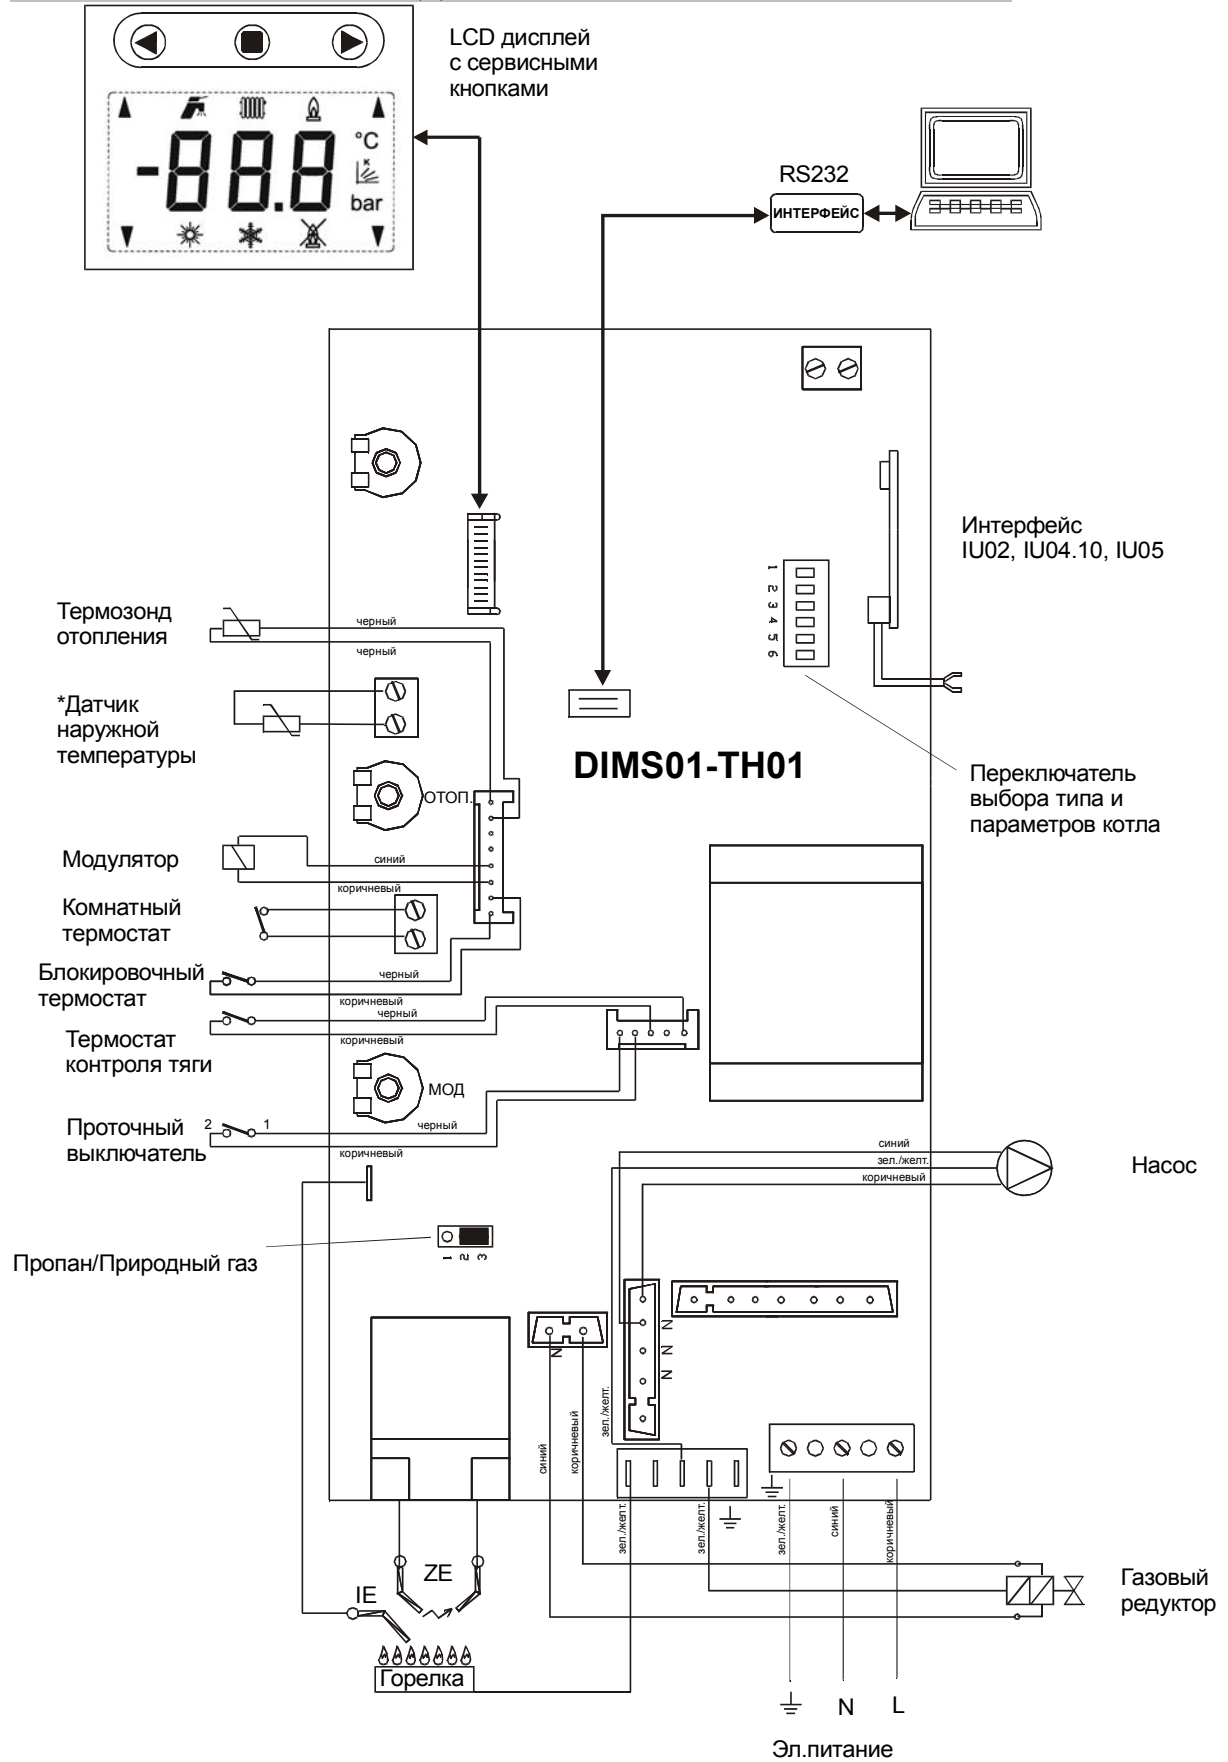 LCD дисплей
с сервисными
кнопками
-88.8
°C
K
bar
RS232
ИНТЕРФЕЙС
Интерфейс
IU02, IU04.10, IU05
1
2
3
4
5
6
Термозонд
отопления
черный
черный
*Датчик
наружной
температуры
DIMS01-TH01
Переключатель
выбора типа и
параметров котла
ОТОП.
Модулятор
синий
коричневый
Комнатный
термостат
Блокировочный
термостат
черный
коричневый
черный
Термостат
контроля тяги
коричневый
МОД
Проточный
выключатель
2
1
черный
коричневый
синий
зел./желт.
коричневый
Насос
Пропан/Природный газ
1 2 3
N
N
N
N
зел./желт.
синий
коричневый
зел./желт.
зел./желт.
зел./желт.
синий
коричневый
ZE
IE
Горелка
Газовый
редуктор
N
L
Эл.питание